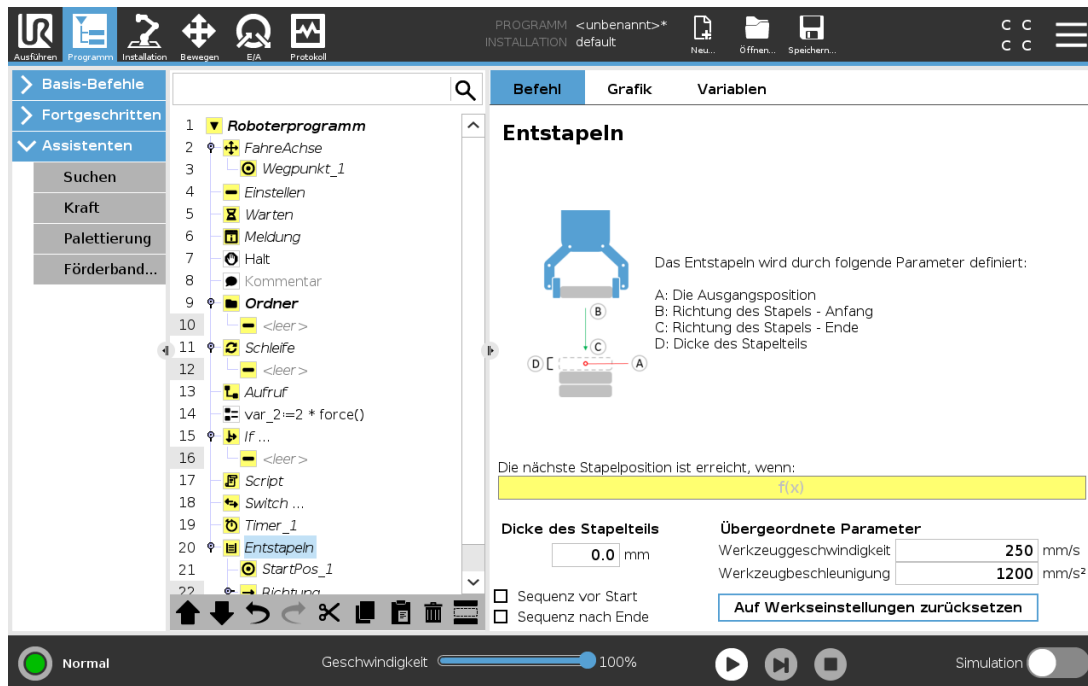 PROGRAMM <unbenannt>*
INSTALLATION default
C C
C C
Ausführen
Programm
Installation
Bewegen
E/A
Protokoll
Neu...
Öffnen...
Speichern...
Basis-Befehle
Fortgeschritten
Assistenten
Suchen
Kraft
Palettierung
Förderband...
1 Roboterprogramm
2 FahreAchse
3 Wegpunkt_1
4 Einstellen
5 Warten
6 Meldung
7 Halt
8 Kommentar
9 Ordner
10 <leer>
11 Schleife
12 <leer>
13 Aufruf
14 var_2:=2 * force()
15 If ...
16 <leer>
17 Script
18 Switch ...
19 Timer_1
20 Entstapeln
21 StartPos_1
22 Richtung
Befehl
Grafik
Variablen
Entstapeln
B
C
D
A
Das Entstapeln wird durch folgende Parameter definiert:
A: Die Ausgangsposition
B: Richtung des Stapels - Anfang
C: Richtung des Stapels - Ende
D: Dicke des Stapelteils
Die nächste Stapelposition ist erreicht, wenn:
f(x)
Dicke des Stapelteils
0.0 mm
Sequenz vor Start
Sequenz nach Ende
Übergeordnete Parameter
Werkzeuggeschwindigkeit 250 mm/s
Werkzeugbeschleunigung 1200 mm/s²
Auf Werkseinstellungen zurücksetzen
Normal
Geschwindigkeit 100%
Simulation